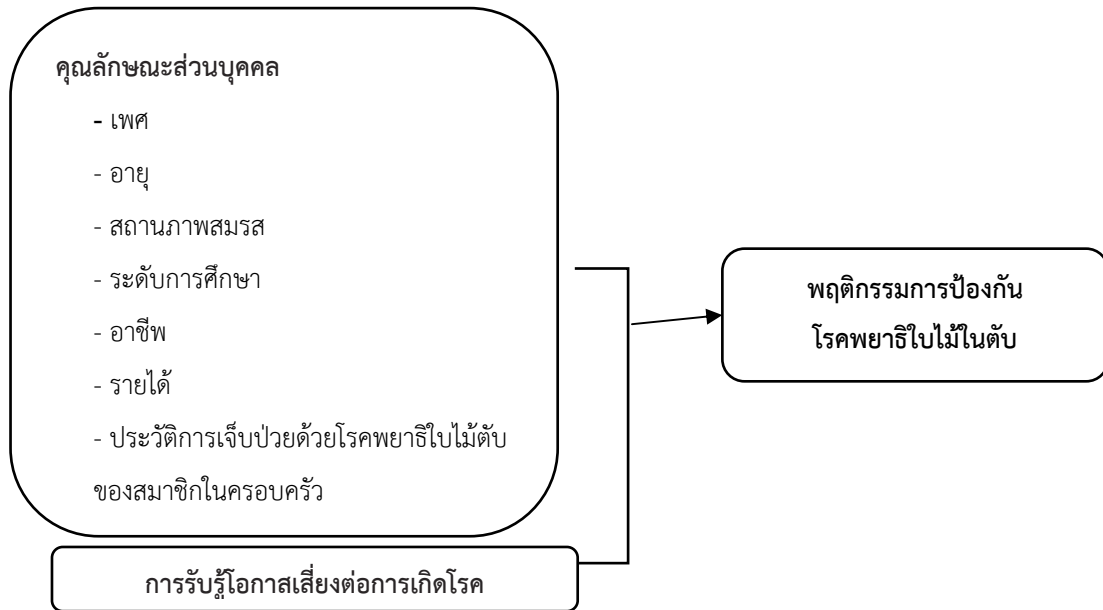 คุณลักษณะส่วนบุคคล
- เพศ
- อายุ
- สถานภาพสมรส
- ระดับการศึกษา
- อาชีพ
- รายได้
- ประวัติการเจ็บป่วยด้วยโรคพยาธิใบไม้ตับ
ของสมาชิกในครอบครัว
การรับรู้โอกาสเสี่ยงต่อการเกิดโรค
พฤติกรรมการป้องกัน
โรคพยาธิใบไม้ในตับ